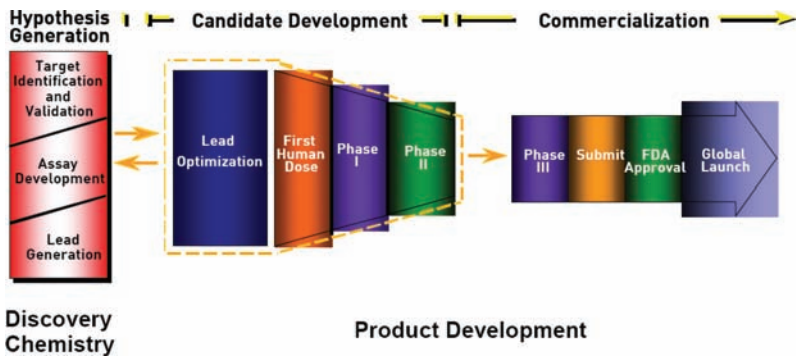 Hypothesis
Generation
Candidate Development
Commercialization
Target
Identification
and
Validation
Assay
Development
Lead
Generation
Lead
Optimization
First
Human
Dose
Phase
I
Phase
II
Phase
III
Submit
FDA
Approval
Global
Launch
Discovery
Chemistry
Product Development